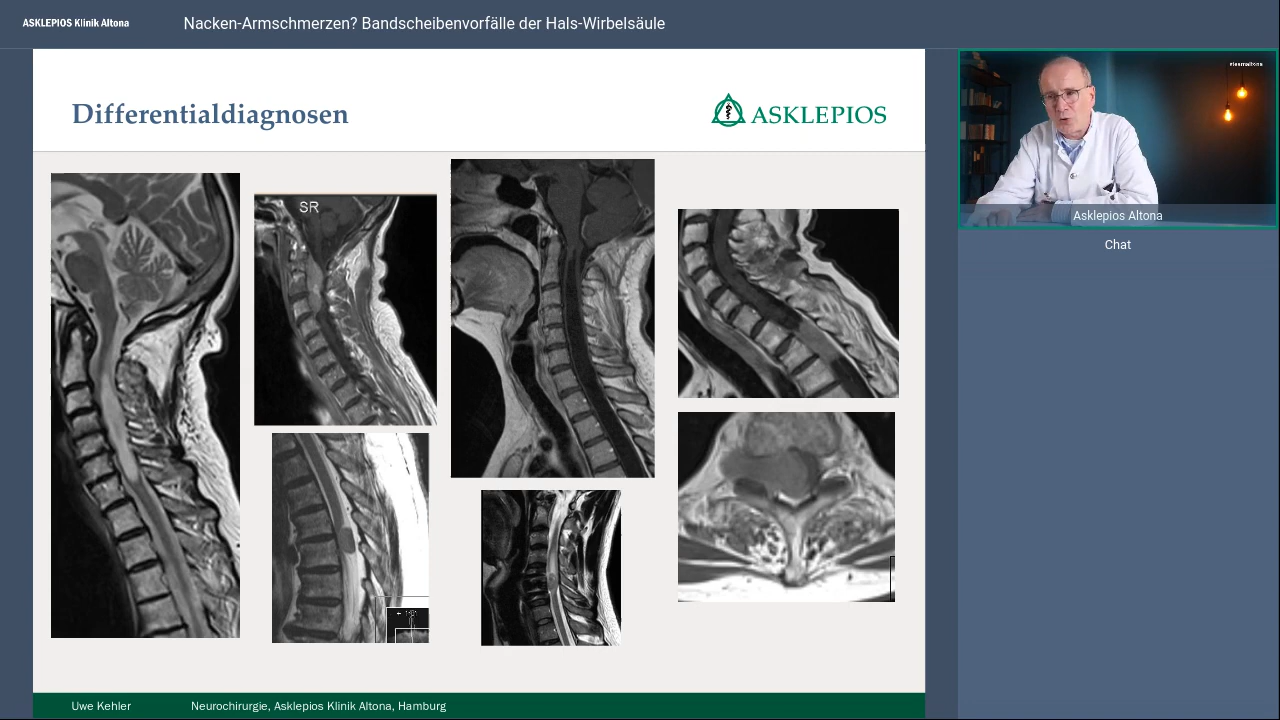 ASKLEPIOS Klinik Altona
Nacken-Armschmerzen? Bandscheibenvorfälle der Hals-Wirbelsäule
Differentialdiagnosen
ASKLEPIOS
SR
#teamaltona
Asklepios Altona
Chat
Uwe Kehler
Neurochirurgie, Asklepios Klinik Altona, Hamburg